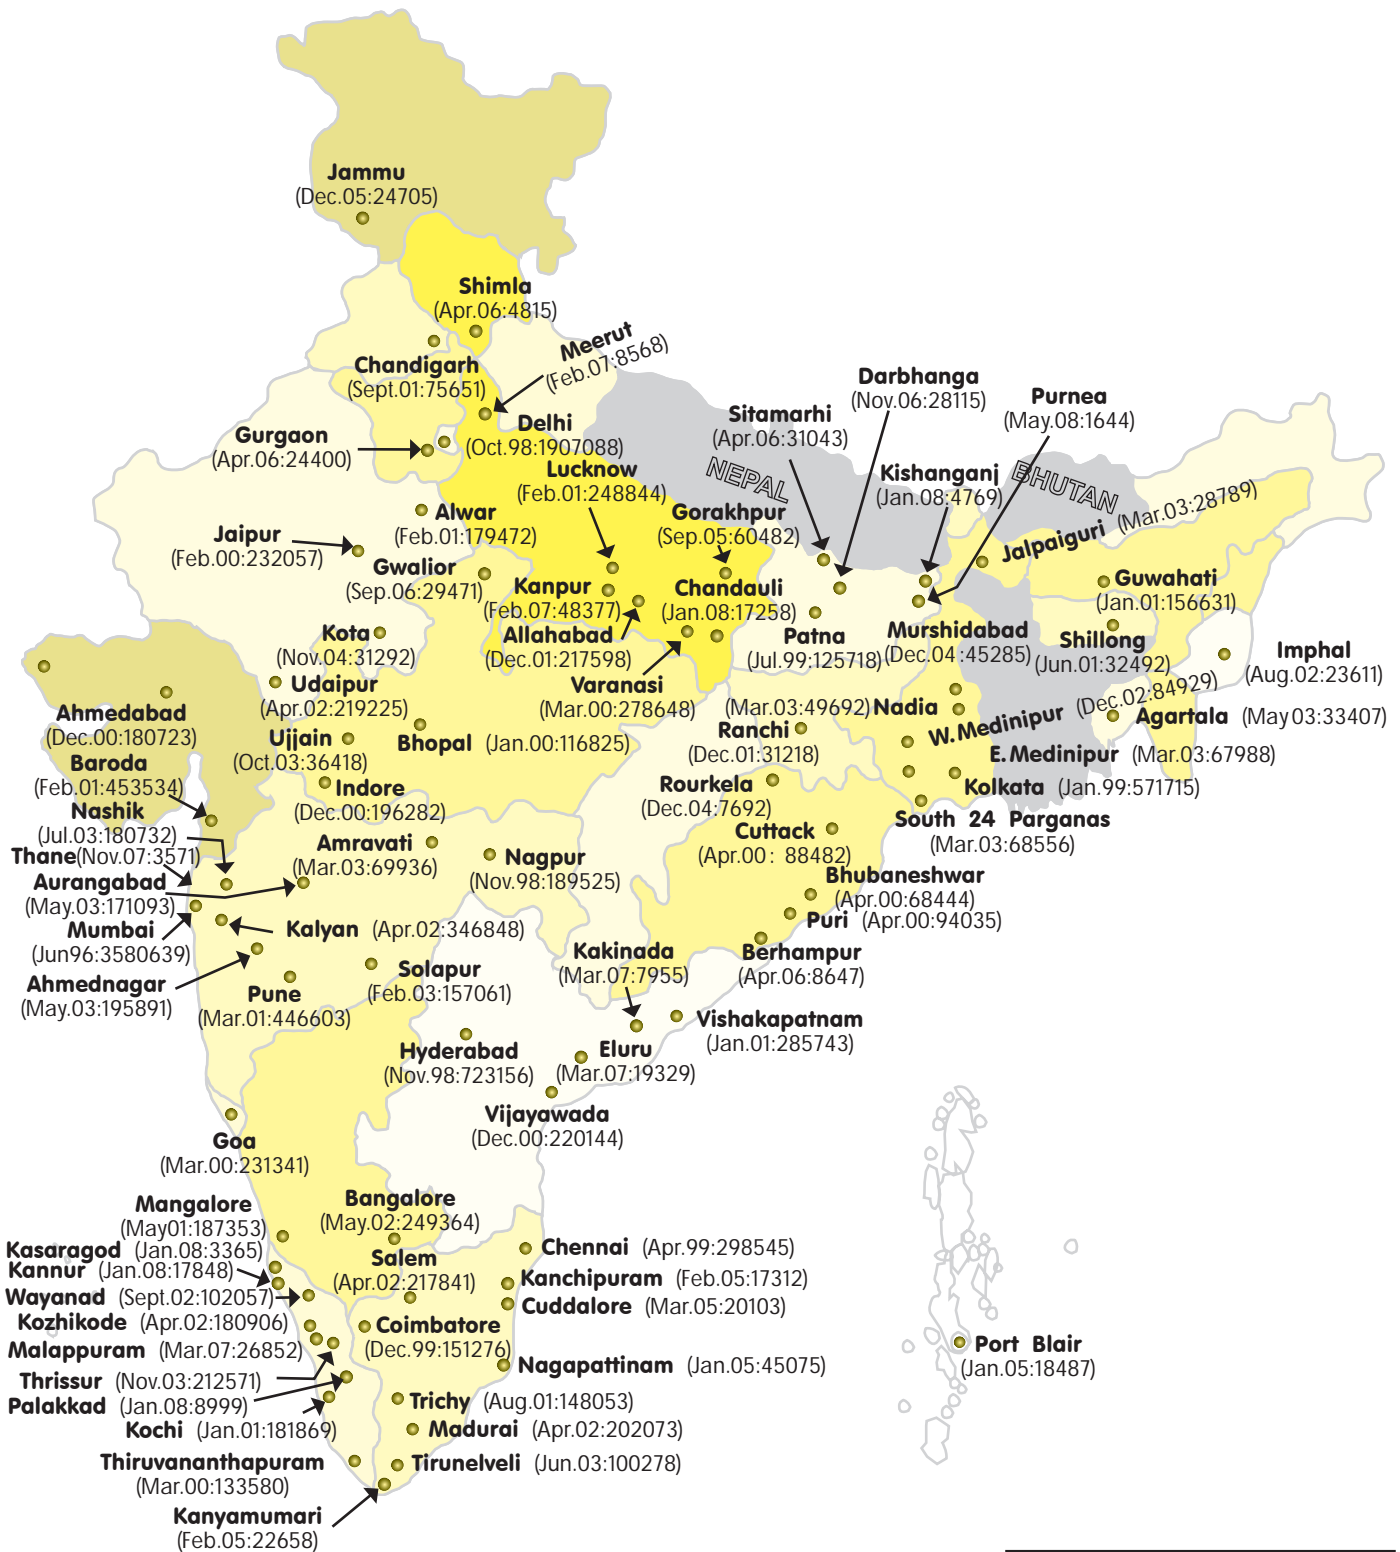 Jammu
(Dec.05:24705)
Shimla
(Apr.06:4815)
Meerut
(Feb.07:8568)
Chandigarh
(Sept.01:75651)
Darbhanga
(Nov.06:28115)
Purnea
(May.08:1644)
Sitamarhi
(Apr.06:31043)
Delhi
(Oct.98:1907088)
Gurgaon
(Apr.06:24400)
Lucknow
(Feb.01:248844)
NEPAL
Kishanganj
(Jan.08:4769)
BHUTAN
Alwar
(Feb.01:179472)
Gorakhpur
(Sep.05:60482)
Jalpaiguri (Mar.03:28789)
Jaipur
(Feb.00:232057)
Gwalior
(Sep.06:29471)
Kanpur
(Feb.07:48377)
Chandauli
(Jan.08:17258)
Guwahati
(Jan.01:156631)
Kota
(Nov.04:31292)
Allahabad
(Dec.01:217598)
Patna
(Jul.99:125718)
Murshidabad
(Dec.04:45285)
Shillong
(Jun.01:32492)
Imphal
(Aug.02:23611)
Udaipur
(Apr.02:219225)
Varanasi
(Mar.00:278648)
(Mar.03:49692) Nadia
W.Medinipur (Dec.02:84929)
Agartala (May03:33407)
Ahmedabad
(Dec.00:180723)
Ujjain
(Oct.03:36418)
Bhopal (Jan.00:116825)
Ranchi
(Dec.01:31218)
E.Medinipur (Mar.03:67988)
Baroda
(Feb.01:453534)
Indore
(Dec.00:196282)
Rourkela
(Dec.04:7692)
Kolkata (Jan.99:571715)
Nashik
(Jul.03:180732)
South 24 Parganas
(Mar.03:68556)
Thane(Nov.07:3571)
Amravati
(Mar.03:69936)
Nagpur
(Nov.98:189525)
Cuttack
(Apr.00: 88482)
Aurangabad
(May.03:171093)
Bhubaneshwar
(Apr.00:68444)
Puri (Apr.00:94035)
Mumbai
(Jun96:3580639)
Kalyan (Apr.02:346848)
Berhampur
(Apr.06:8647)
Ahmednagar
(May.03:195891)
Pune
(Mar.01:446603)
Solapur
(Feb.03:157061)
Kakinada
(Mar.07:7955)
Vishakapatnam
(Jan.01:285743)
Hyderabad
(Nov.98:723156)
Eluru
(Mar.07:19329)
Vijayawada
(Dec.00:220144)
Goa
(Mar.00:231341)
Mangalore
(May01:187353)
Bangalore
(May.02:249364)
Kasaragod (Jan.08:3365)
Kannur (Jan.08:17848)
Salem
(Apr.02:217841)
Chennai (Apr.99:298545)
Kanchipuram (Feb.05:17312)
Wayanad (Sept.02:102057)
Cuddalore (Mar.05:20103)
Kozhikode (Apr.02:180906)
Coimbatore
(Dec.99:151276)
Malappuram (Mar.07:26852)
Port Blair
(Jan.05:18487)
Nagapattinam (Jan.05:45075)
Thrissur (Nov.03:212571)
Palakkad (Jan.08:8999)
Trichy (Aug.01:148053)
Kochi (Jan.01:181869)
Madurai (Apr.02:202073)
Thiruvananthapuram
(Mar.00:133580)
Tirunelveli (Jun.03:100278)
Kanyamumari
(Feb.05:22658)